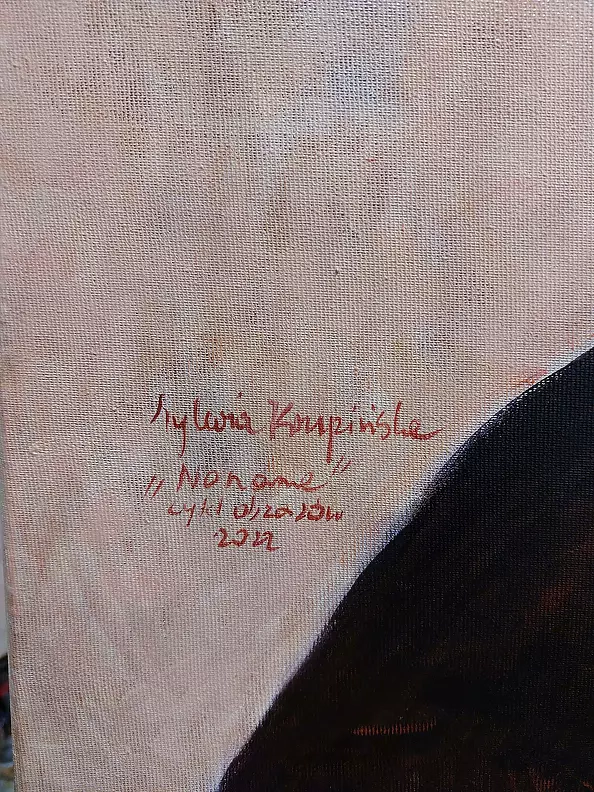 Sylwia Krupińska
„Noname”
cykl obrazów
2022